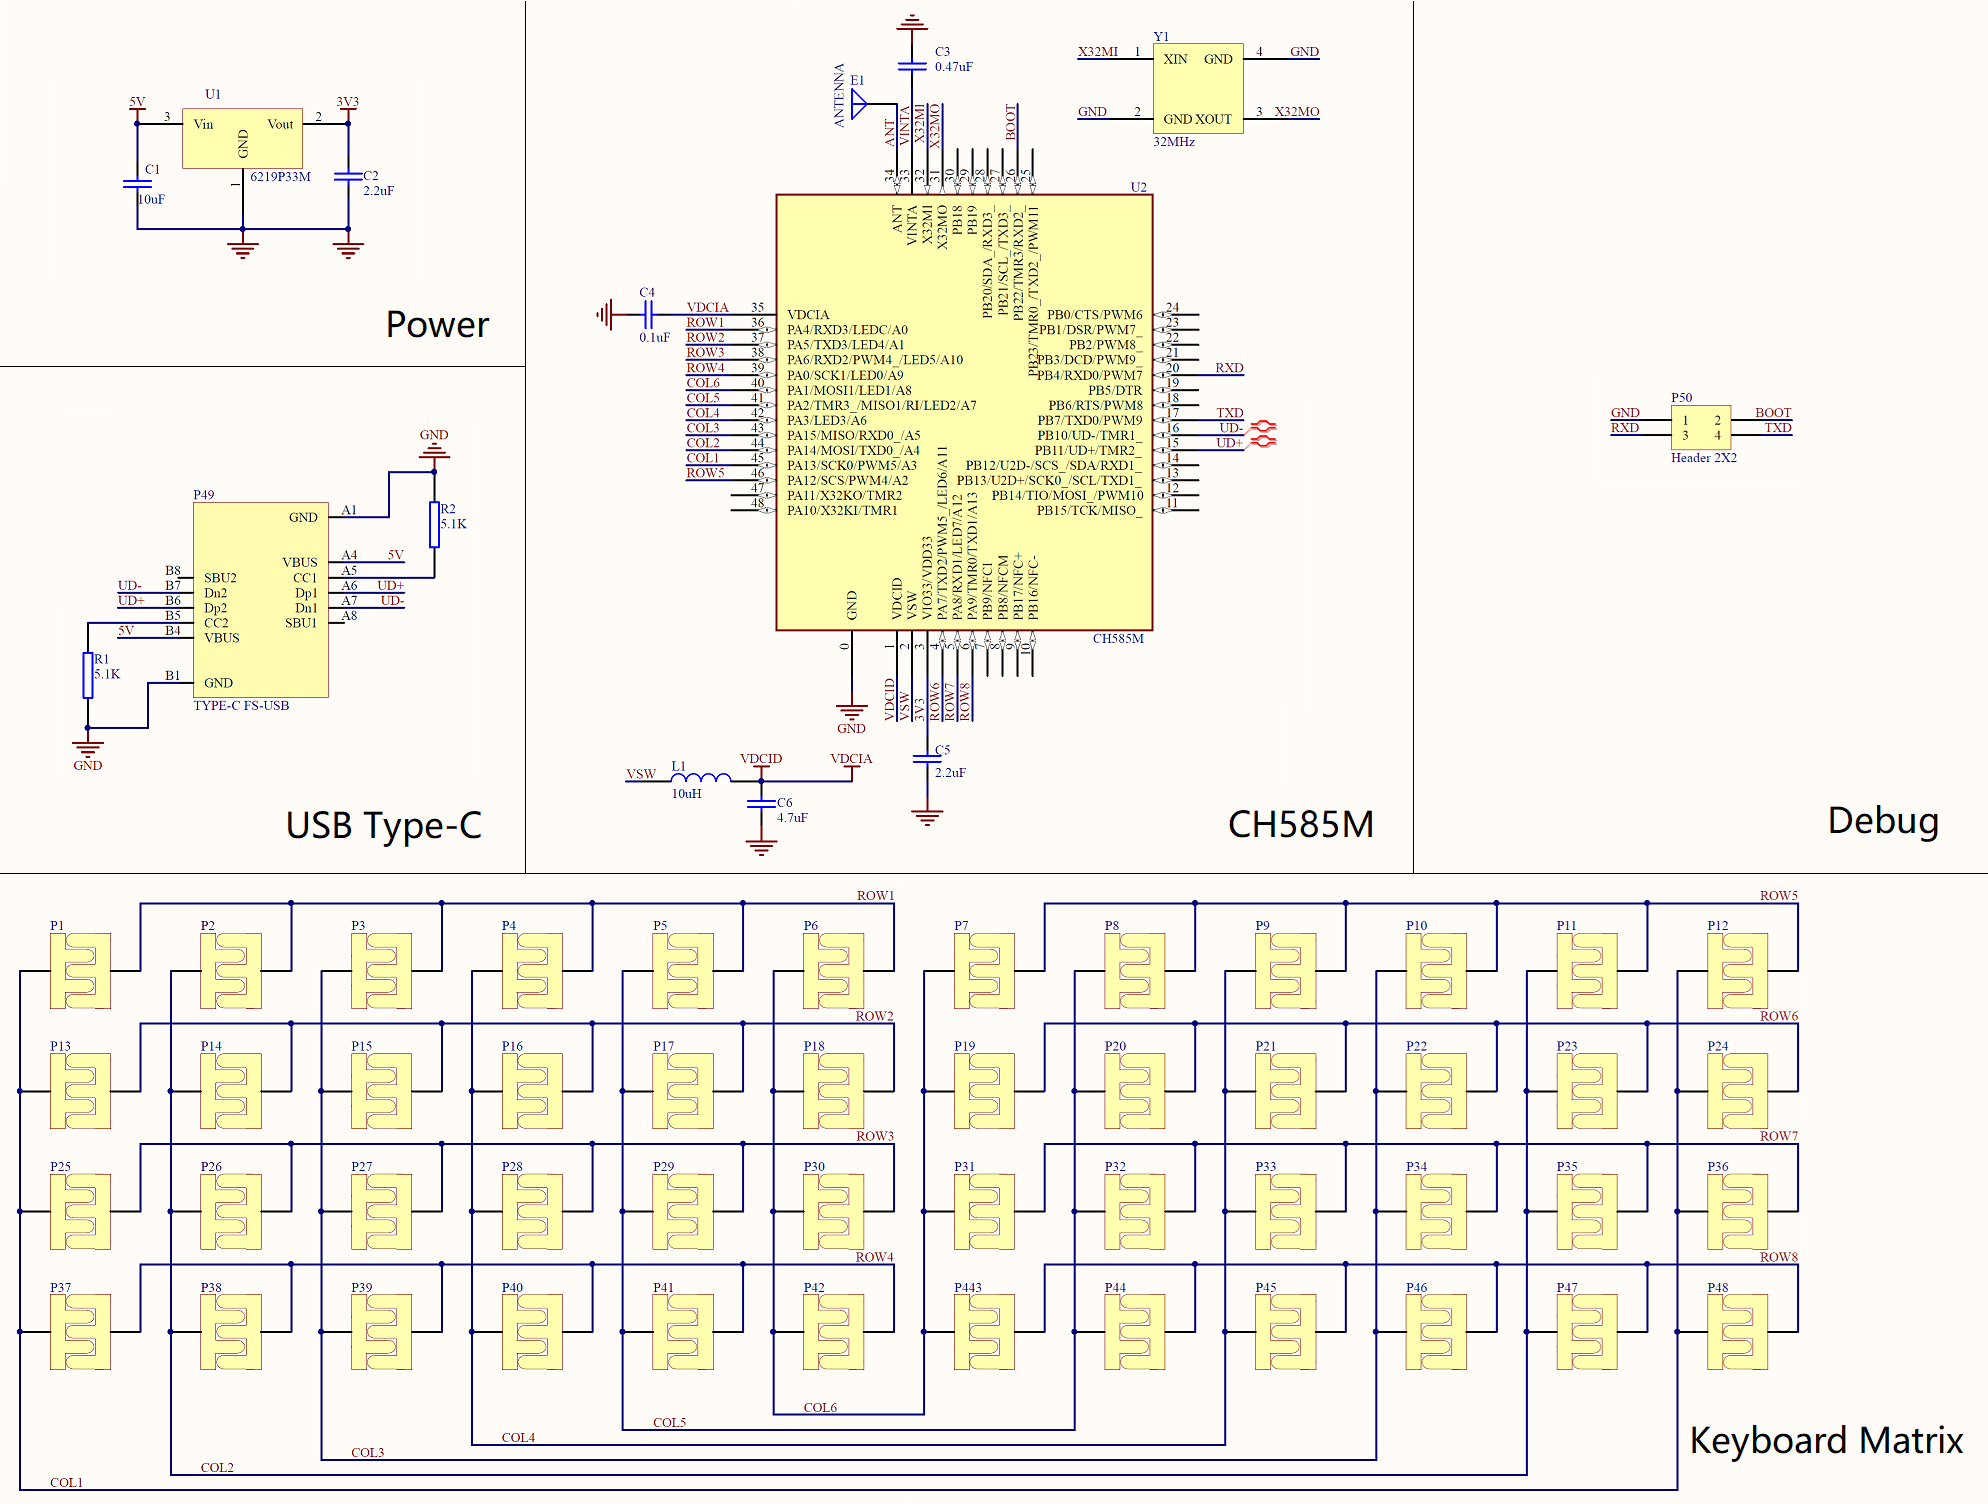 5V
U1
3V3
3
Vin
Vout
2
GND
1
6219P33M
C1
10uF
C2
2.2uF
Power
GND
P49
GND
A1
R2
5.1K
VBUS
A4
5V
B8
SBU2
CC1
A5
UD-
B7
Dn2
Dp1
A6
UD+
UD+
B6
Dp2
Dn1
A7
UD-
B5
CC2
SBU1
A8
5V
B4
VBUS
R1
5.1K
B1
GND
TYPE-C FS-USB
GND
USB Type-C
C3
0.47uF
ANTENNA
E1
ANT
VINTA
X32MI
X32MO
BOOT
34
33
32
31
30
29
28
27
26
25
Y1
X32MI
1
XIN
GND
4
GND
GND
2
GND
XOUT
3
X32MO
32MHz
U2
ANT
VINTA
X32MI
X32MO
PB18
PB19
PB20/SDA_/RXD3_
PB21/SCL_/TXD3_
PB22/TMR3/RXD2_
PB23/TMR0_/TXD2_/PWM11
C4
0.1uF
VDCIA 35 VDCIA
ROW1 36 PA4/RXD3/LEDC/A0
ROW2 37 PA5/TXD3/LED4/A1
ROW3 38 PA6/RXD2/PWM4_/LED5/A10
ROW4 39 PA0/SCK1/LED0/A9
COL6 40 PA1/MOSI1/LED1/A8
COL5 41 PA2/TMR3_/MISO1/RI/LED2/A7
COL4 42 PA3/LED3/A6
COL3 43 PA15/MISO/RXD0_/A5
COL2 44 PA14/MOSI/TXD0_/A4
COL1 45 PA13/SCK0/PWM5/A3
ROW5 46 PA12/SCS/PWM4/A2
47 PA11/X32KO/TMR2
48 PA10/X32KI/TMR1
PB0/CTS/PWM6 24
PB1/DSR/PWM7_ 23
PB2/PWM8_ 22
PB3/DCD/PWM9_ 21
PB4/RXD0/PWM7 20 RXD
PB5/DTR 19
PB6/RTS/PWM8 18
PB7/TXD0/PWM9 17 TXD
PB10/UD-/TMR1_ 16 UD-
PB11/UD+/TMR2_ 15 UD+
PB12/U2D-/SCS_/SDA/RXD1_ 14
PB13/U2D+/SCK0_/SCL/TXD1_ 13
PB14/TIO/MOSI_/PWM10 12
PB15/TCK/MISO_ 11
GND
VDCID
VSW
VIO33/VDD33
PA7/TXD2/PWM5_/LED6/A11
PA8/RXD1/LED7/A12
PA9/TMR0/TXD1/A13
PB9/NFCI
PB8/NFCM
PB17/NFC+
PB16/NFC-
CH585M
0
1
2
3
4
5
6
7
8
9
10
VDCID
VSW
3V3
ROW6
ROW7
ROW8
GND
C5
2.2uF
VSW
L1
10uH
VDCID
VDCIA
C6
4.7uF
CH585M
P50
GND 1 2 BOOT
RXD 3 4 TXD
Header 2X2
Debug
ROW1 ROW5
P1 P2 P3 P4 P5 P6 P7 P8 P9 P10 P11 P12
ROW2 ROW6
P13 P14 P15 P16 P17 P18 P19 P20 P21 P22 P23 P24
ROW3 ROW7
P25 P26 P27 P28 P29 P30 P31 P32 P33 P34 P35 P36
ROW4 ROW8
P37 P38 P39 P40 P41 P42 P443 P44 P45 P46 P47 P48
COL6
COL5
COL4
COL3
COL2
COL1
Keyboard Matrix